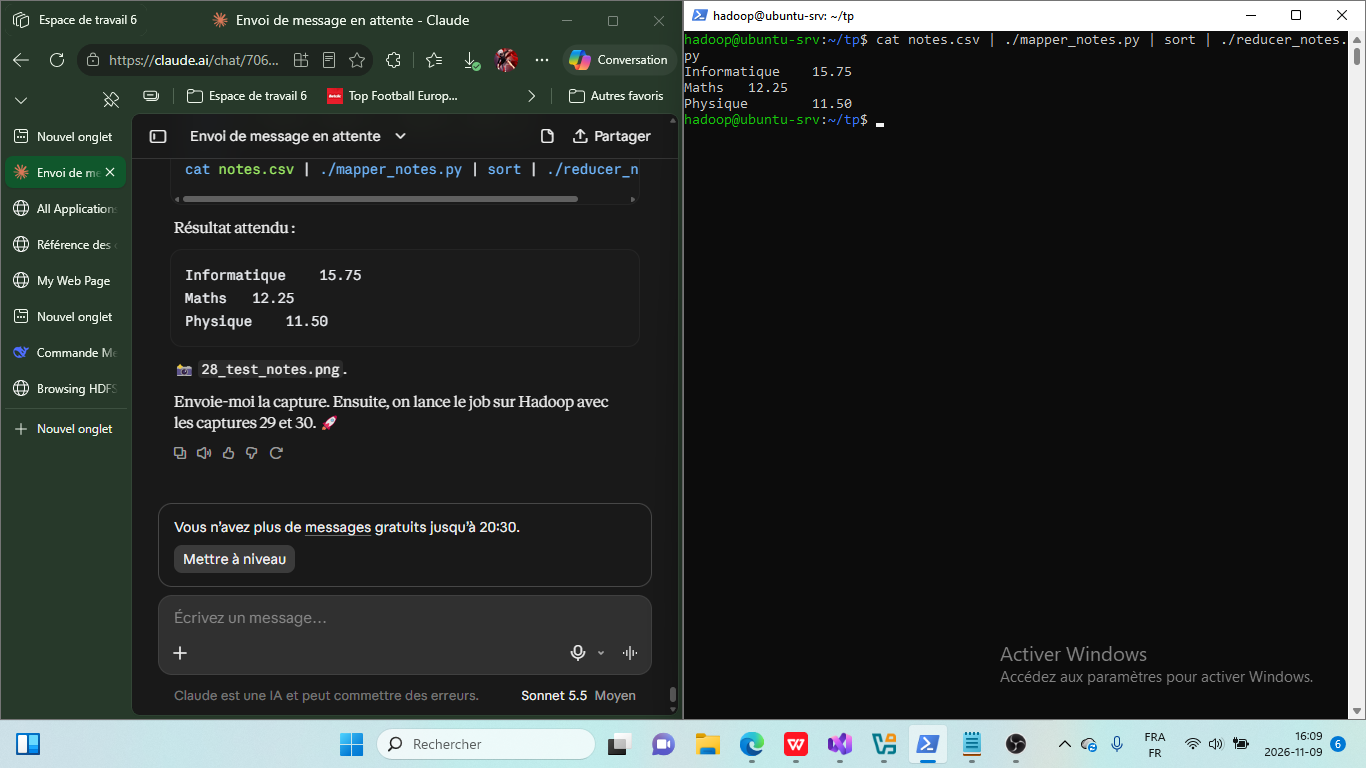 Espace de travail 6
Envoi de message en attente - Claude
https://claude.ai/chat/706...
Conversation
Espace de travail 6
Top Football Europ...
Autres favoris
Nouvel onglet
Envoi de me
All Applications
Référence des
My Web Page
Nouvel onglet
Commande Me
Browsing HDFS
Nouvel onglet
Envoi de message en attente
Partager
cat notes.csv | ./mapper_notes.py | sort | ./reducer_n
Résultat attendu :
Informatique 15.75
Maths 12.25
Physique 11.50
28_test_notes.png.
Envoie-moi la capture. Ensuite, on lance le job sur Hadoop avec
les captures 29 et 30.
Vous n'avez plus de messages gratuits jusqu'à 20:30.
Mettre à niveau
Écrivez un message...
Claude est une IA et peut commettre des erreurs.
Sonnet 5.5 Moyen
hadoop@ubuntu-srv: ~/tp
hadoop@ubuntu-srv:~/tp$ cat notes.csv | ./mapper_notes.py | sort | ./reducer_notes.
py
Informatique 15.75
Maths 12.25
Physique 11.50
hadoop@ubuntu-srv:~/tp$
Activer Windows
Accédez aux paramètres pour activer Windows.
Rechercher
FRA
FR
16:09
2026-11-09
6